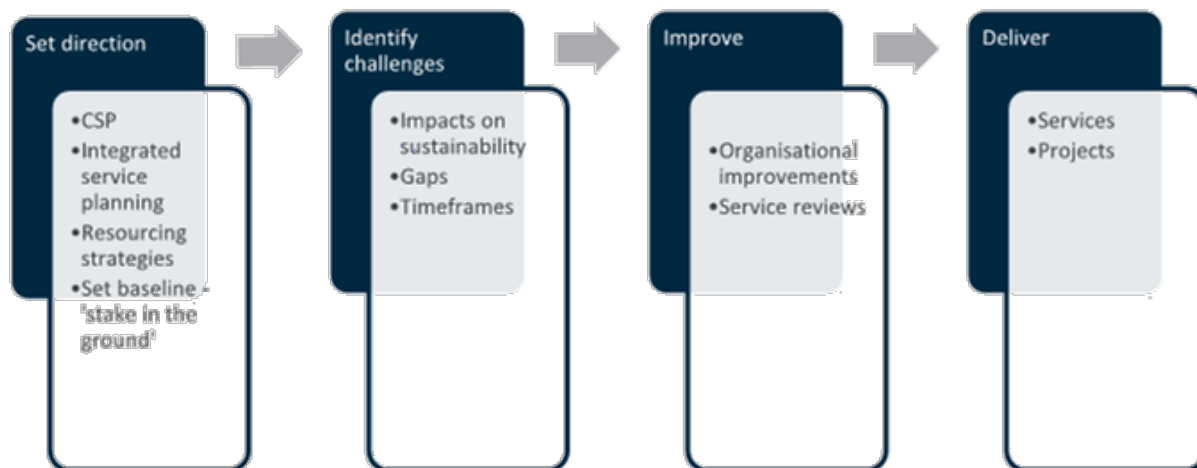 Set direction
•CSP
•Integrated
service
planning
•Resourcing
strategies
•Set baseline -
'stake in the
ground'
Identify
challenges
•Impacts on
sustainability
•Gaps
•Timeframes
Improve
•Organisational
improvements
•Service reviews
Deliver
•Services
•Projects